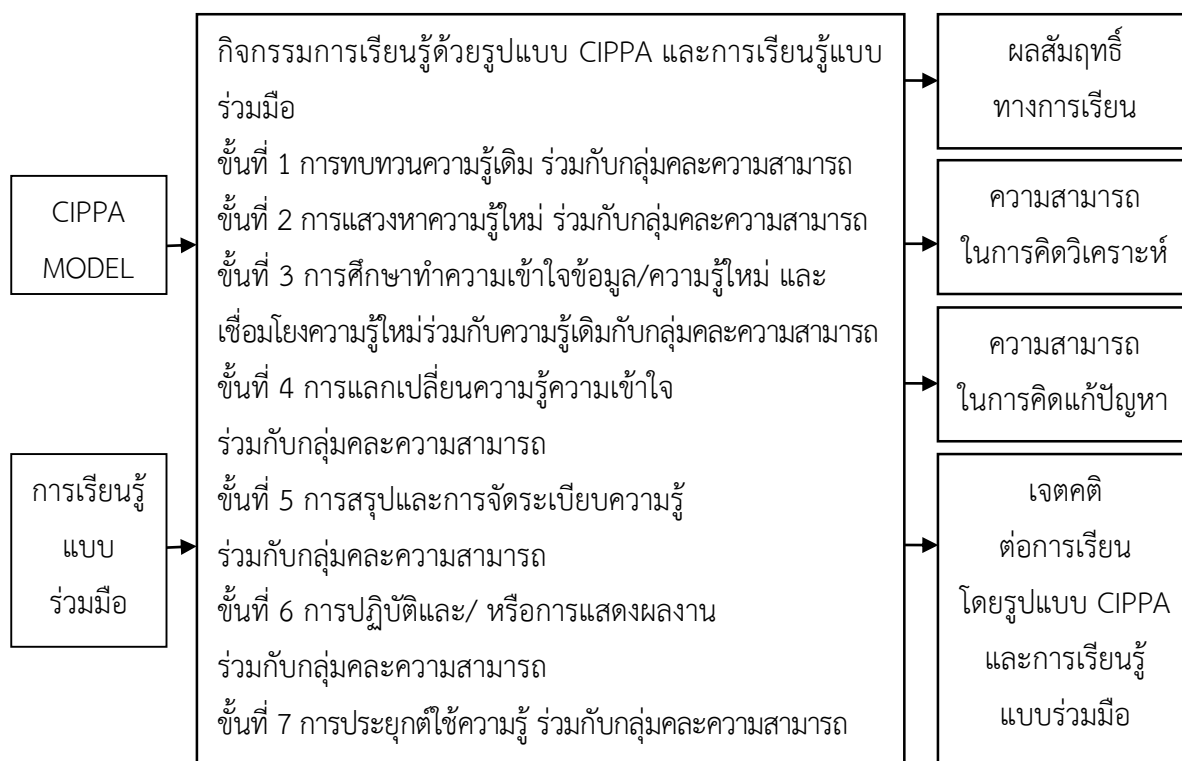 CIPPA
MODEL
การเรียนรู้
แบบ
ร่วมมือ
กิจกรรมการเรียนรู้ด้วยรูปแบบ CIPPA และการเรียนรู้แบบ
ร่วมมือ
ขั้นที่ 1 การทบทวนความรู้เดิม ร่วมกับกลุ่มคละความสามารถ
ขั้นที่ 2 การแสวงหาความรู้ใหม่ ร่วมกับกลุ่มคละความสามารถ
ขั้นที่ 3 การศึกษาทำความเข้าใจข้อมูล/ความรู้ใหม่ และ
เชื่อมโยงความรู้ใหม่ร่วมกับความรู้เดิมกับกลุ่มคละความสามารถ
ขั้นที่ 4 การแลกเปลี่ยนความรู้ความเข้าใจ
ร่วมกับกลุ่มคละความสามารถ
ขั้นที่ 5 การสรุปและการจัดระเบียบความรู้
ร่วมกับกลุ่มคละความสามารถ
ขั้นที่ 6 การปฏิบัติและ/ หรือการแสดงผลงาน
ร่วมกับกลุ่มคละความสามารถ
ขั้นที่ 7 การประยุกต์ใช้ความรู้ ร่วมกับกลุ่มคละความสามารถ
ผลสัมฤทธิ์
ทางการเรียน
ความสามารถ
ในการคิดวิเคราะห์
ความสามารถ
ในการคิดแก้ปัญหา
เจตคติ
ต่อการเรียน
โดยรูปแบบ CIPPA
และการเรียนรู้
แบบร่วมมือ